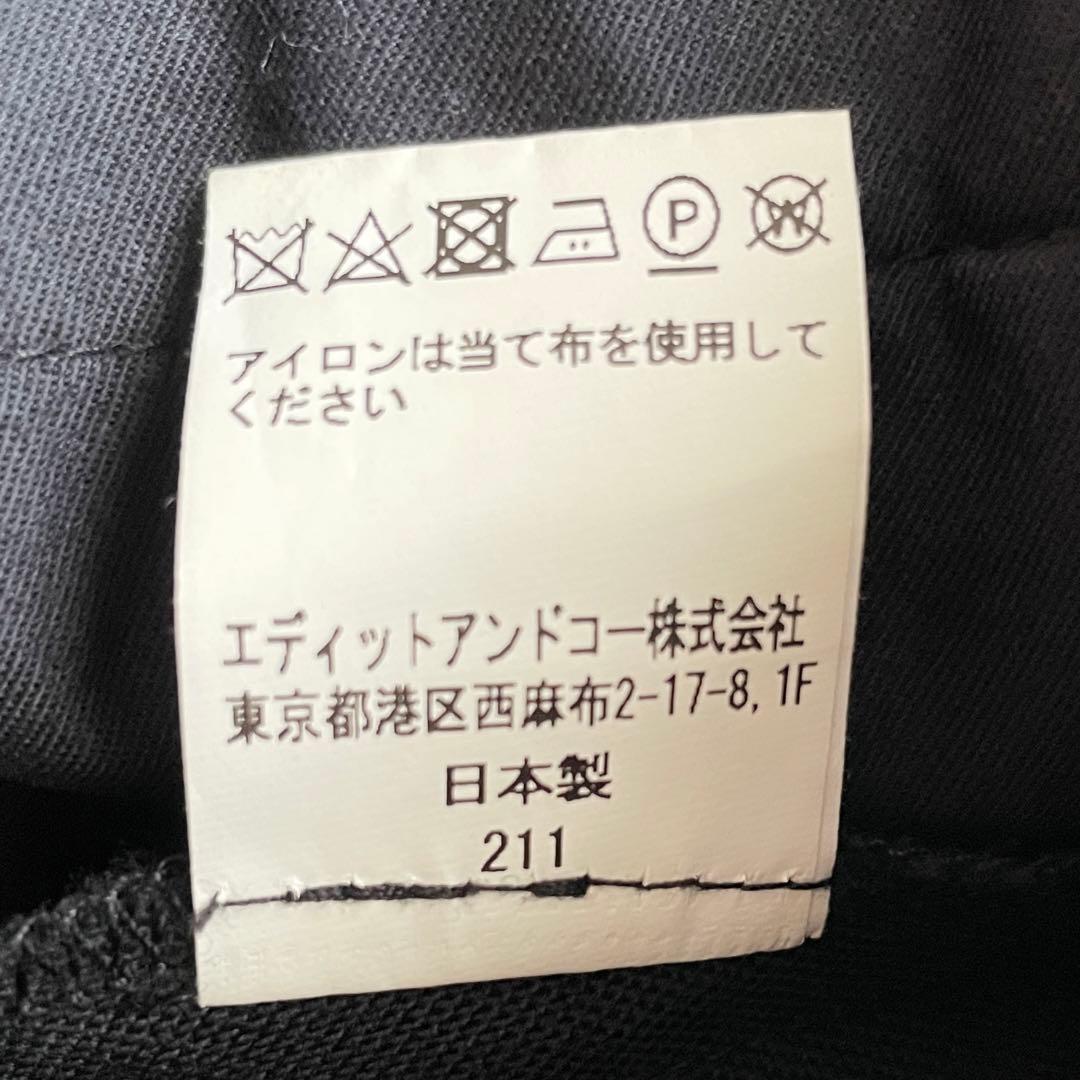 P W
アイロンは当て布を使用して
ください
エディットアンドコー株式会社
東京都港区西麻布2-17-8, 1F
日本製
211